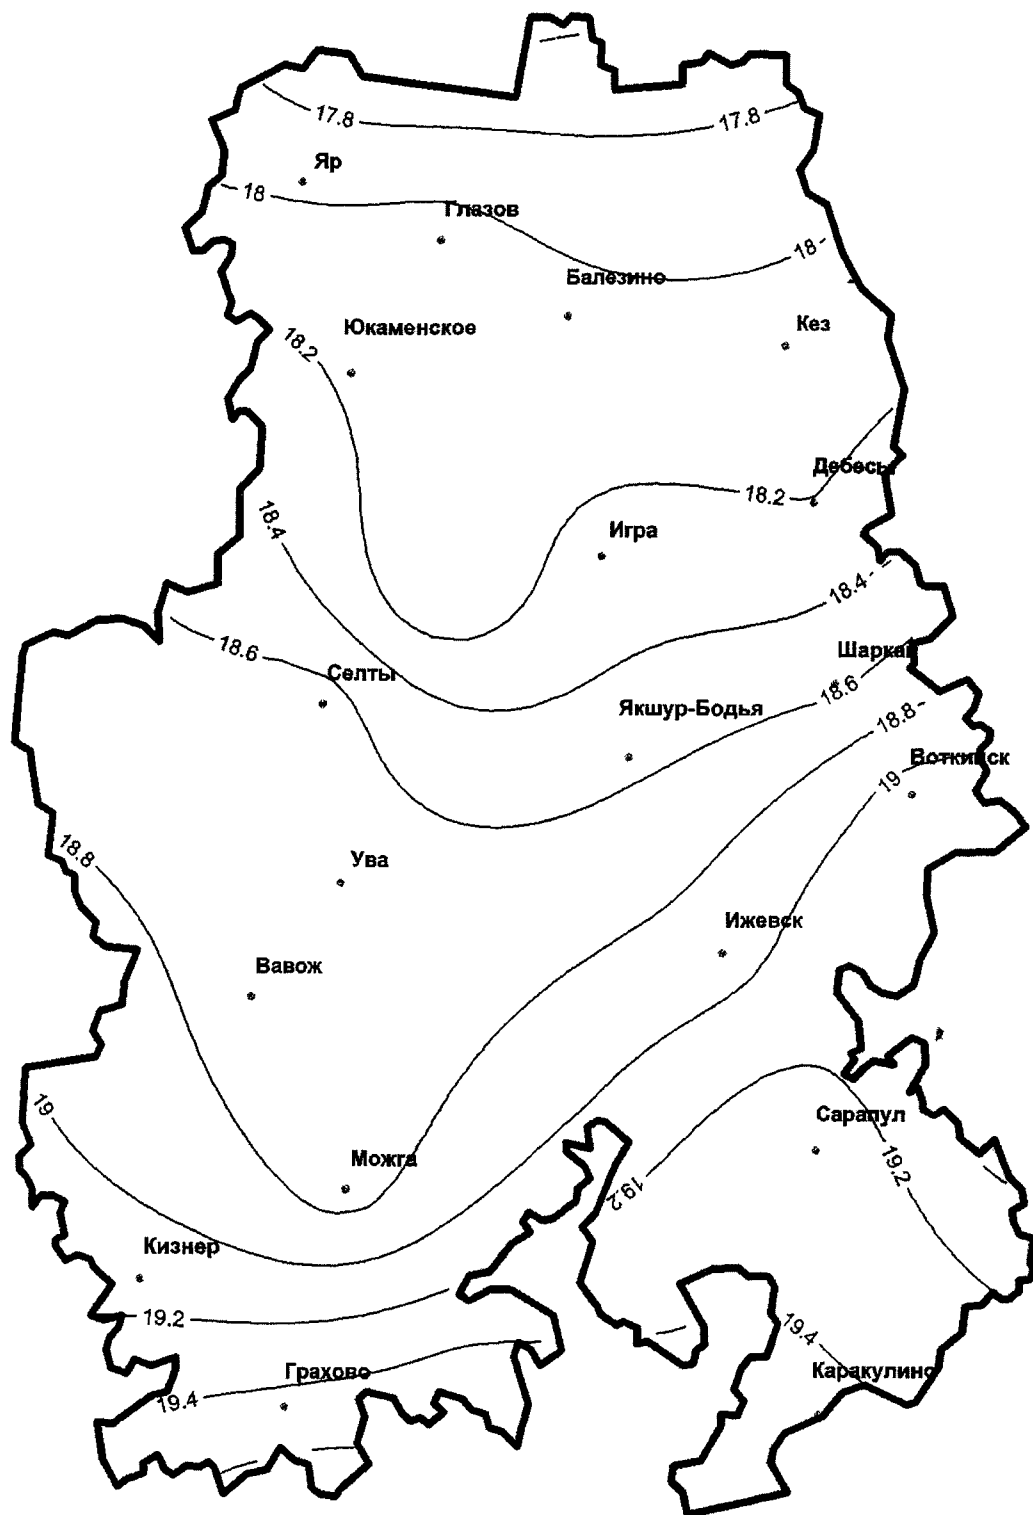 17.8
17.8
Яр
18
Глазов
18
Балезино
Кез
18.2
Юкаменское
Дебесы
18.2
18.4
Игра
18.4
18.6
Шаркан
Селты
18.6
Якшур-Бодья
18.8
Воткинск
19
18.8
Ува
Ижевск
Вавож
19
Сарапул
Можга
19.2
19.2
Кизнер
19.2
19.4
Грахово
Каракулино
19.4